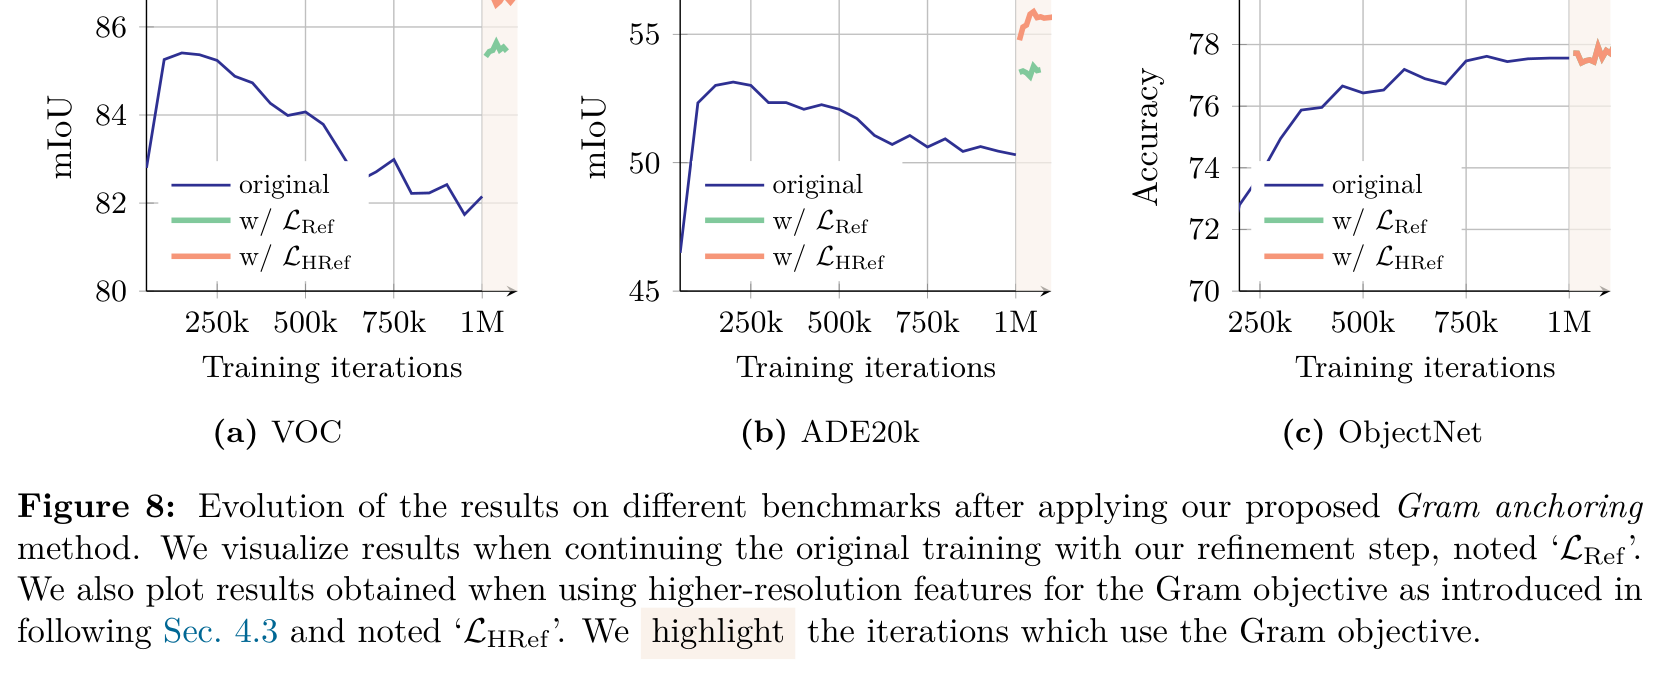 86
84
82
80
mIoU
original
w/ ℒRef
w/ ℒHRef
250k 500k 750k 1M
Training iterations
(a) VOC
55
50
45
mIoU
original
w/ ℒRef
w/ ℒHRef
250k 500k 750k 1M
Training iterations
(b) ADE20k
78
76
74
72
70
Accuracy
original
w/ ℒRef
w/ ℒHRef
250k 500k 750k 1M
Training iterations
(c) ObjectNet
Figure 8: Evolution of the results on different benchmarks after applying our proposed Gram anchoring
method. We visualize results when continuing the original training with our refinement step, noted ‘ℒRef’.
We also plot results obtained when using higher-resolution features for the Gram objective as introduced in
following Sec. 4.3 and noted ‘ℒHRef’. We highlight the iterations which use the Gram objective.